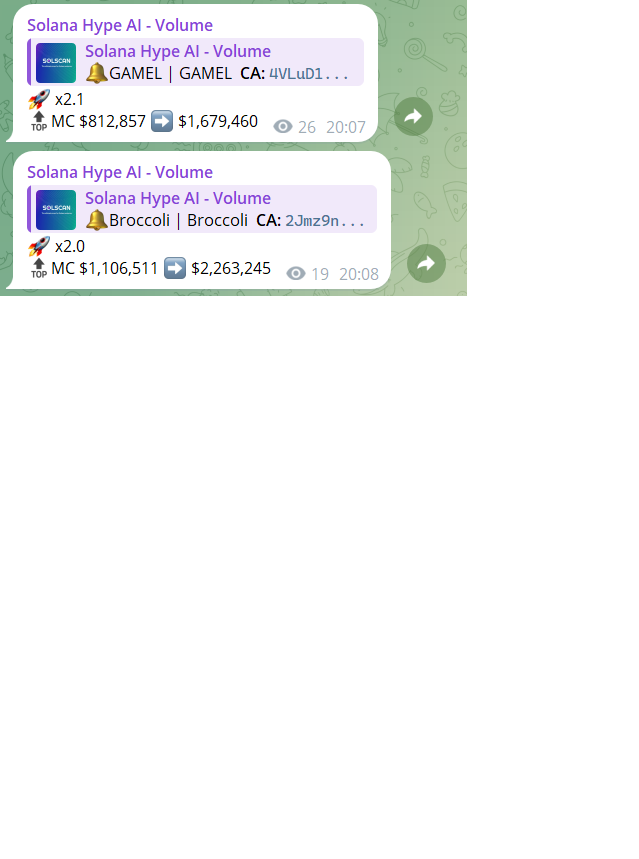 Solana Hype AI - Volume
SOLSCAN
Solana Hype AI - Volume
🔔GAMEL | GAMEL CA: 4VLuD1...
🚀 x2.1
TOP MC $812,857 ➡️ $1,679,460 26 20:07
Solana Hype AI - Volume
SOLSCAN
Solana Hype AI - Volume
🔔Broccoli | Broccoli CA: 2Jmz9n...
🚀 x2.0
TOP MC $1,106,511 ➡️ $2,263,245 19 20:08